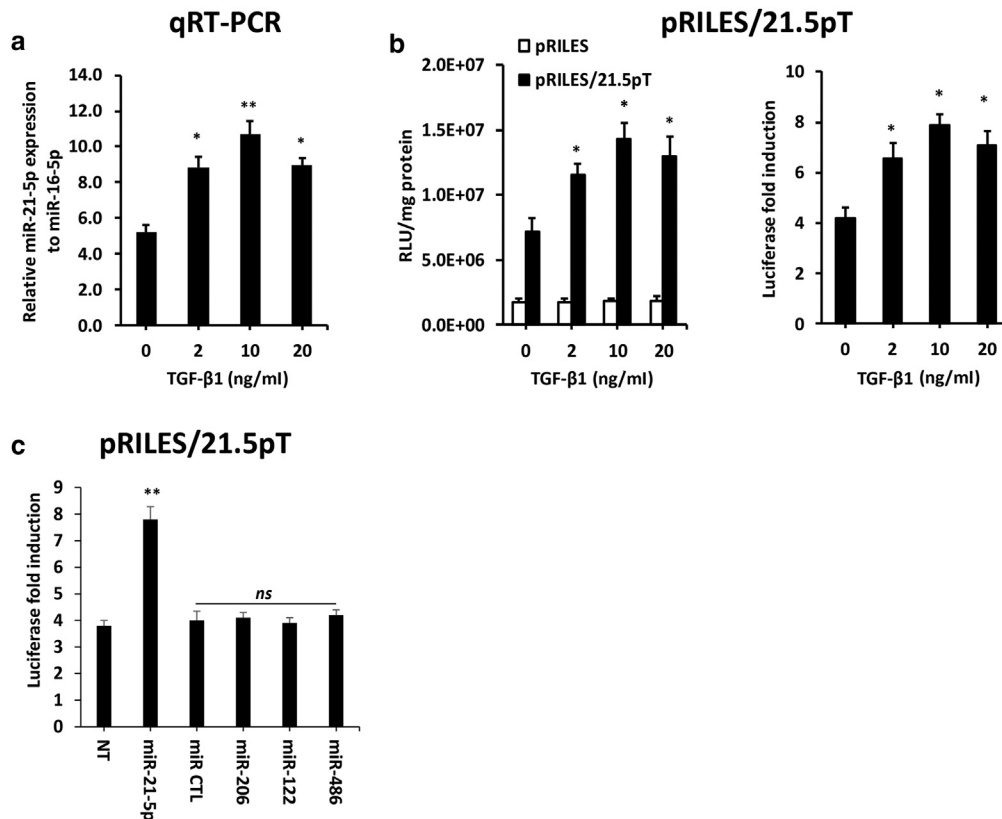 a
qRT-PCR
Relative miR-21-5p expression
to miR-16-5p
14.0
12.0
10.0
8.0
6.0
4.0
2.0
0.0
*
**
*
0 2 10 20
TGF-β1 (ng/ml)
b
pRILES/21.5pT
pRILES
pRILES/21.5pT
RLU/mg protein
2.0E+07
1.5E+07
1.0E+07
5.0E+06
0.0E+00
*
*
*
0 2 10 20
TGF-β1 (ng/ml)
Luciferase fold induction
10
8
6
4
2
0
*
*
*
0 2 10 20
TGF-β1 (ng/ml)
c
pRILES/21.5pT
Luciferase fold induction
9
8
7
6
5
4
3
2
1
0
**
ns
NT
miR-21-5p
miR CTL
miR-206
miR-122
miR-486